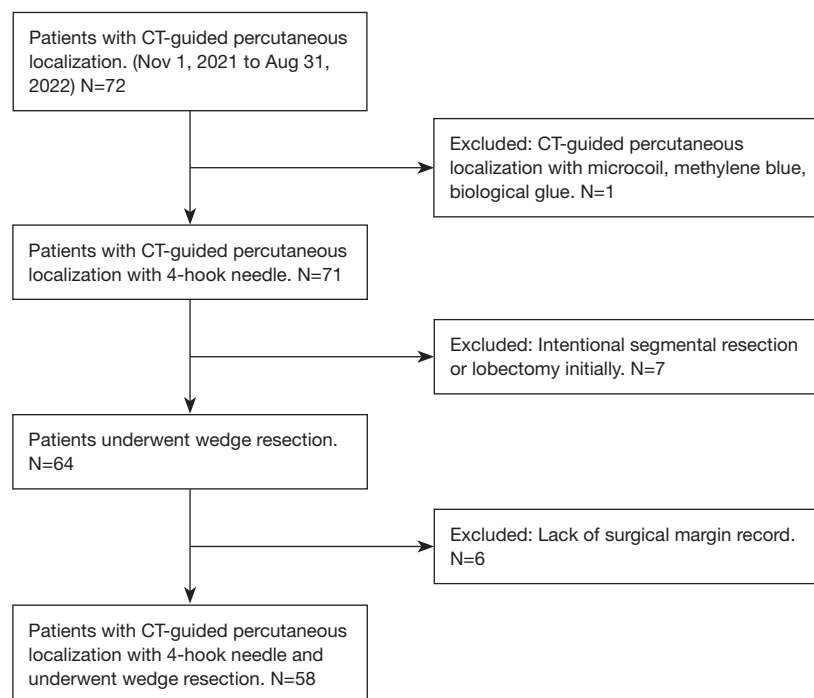 Patients with CT-guided percutaneous
localization. (Nov 1, 2021 to Aug 31,
2022) N=72
Excluded: CT-guided percutaneous
localization with microcoil, methylene blue,
biological glue. N=1
Patients with CT-guided percutaneous
localization with 4-hook needle. N=71
Excluded: Intentional segmental resection
or lobectomy initially. N=7
Patients underwent wedge resection.
N=64
Excluded: Lack of surgical margin record.
N=6
Patients with CT-guided percutaneous
localization with 4-hook needle and
underwent wedge resection. N=58